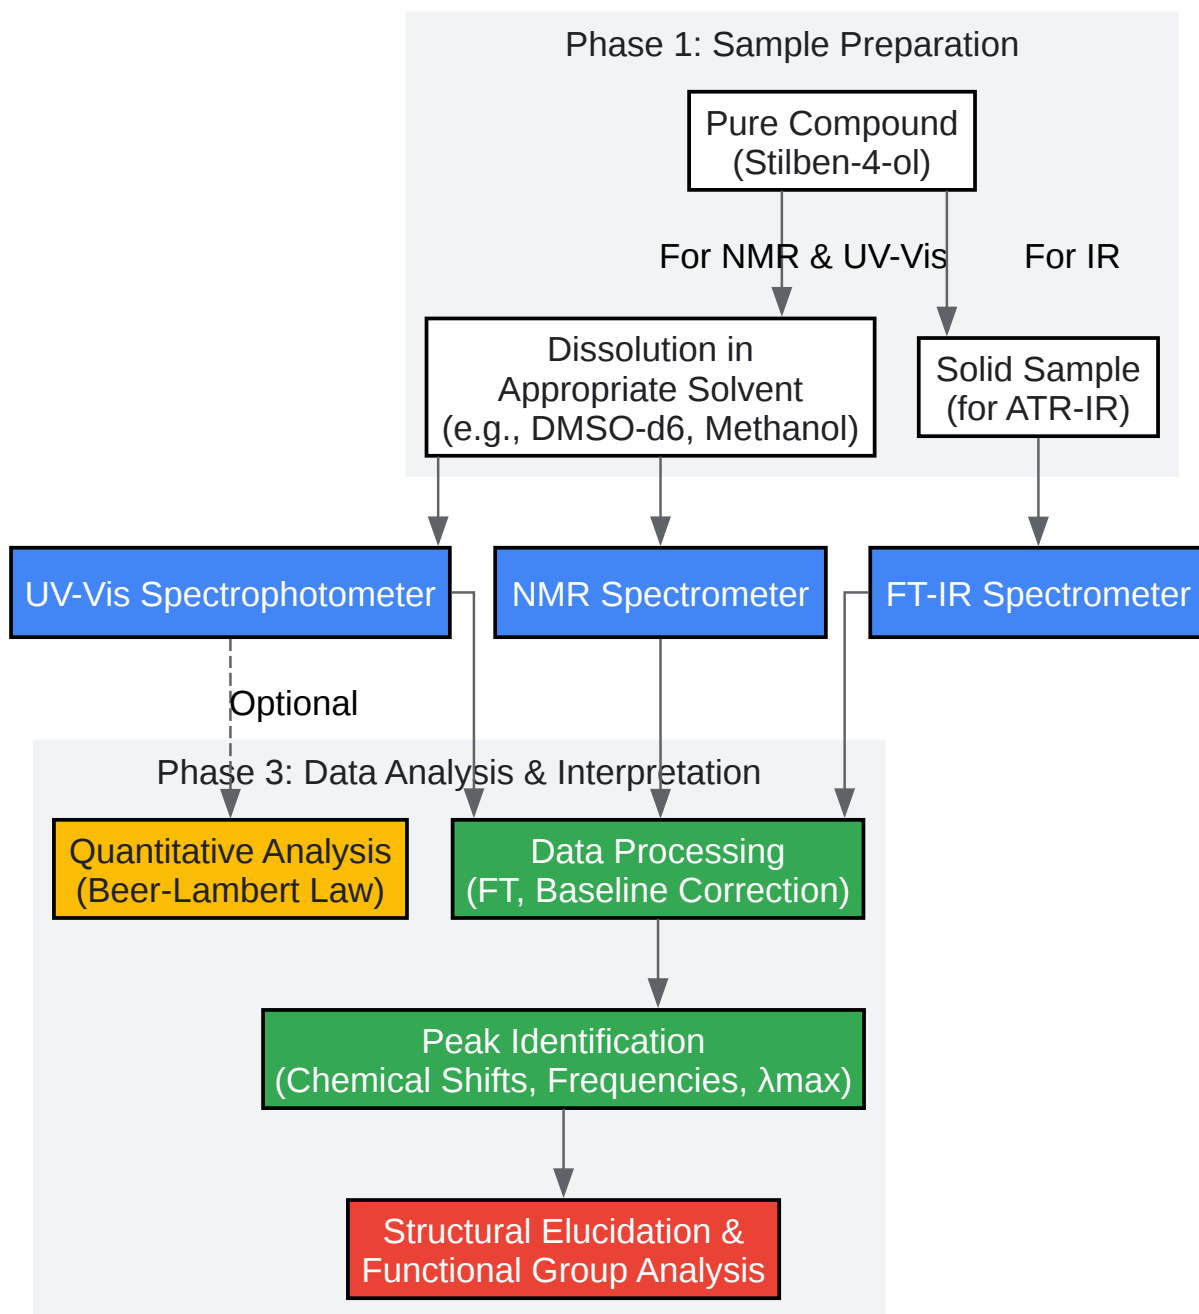 Phase 1: Sample Preparation
Pure Compound
(Stilben-4-ol)
For NMR & UV-Vis
For IR
Dissolution in
Appropriate Solvent
(e.g., DMSO-d6, Methanol)
Solid Sample
(for ATR-IR)
UV-Vis Spectrophotometer
NMR Spectrometer
FT-IR Spectrometer
Optional
Phase 3: Data Analysis & Interpretation
Quantitative Analysis
(Beer-Lambert Law)
Data Processing
(FT, Baseline Correction)
Peak Identification
(Chemical Shifts, Frequencies, λmax)
Structural Elucidation &
Functional Group Analysis